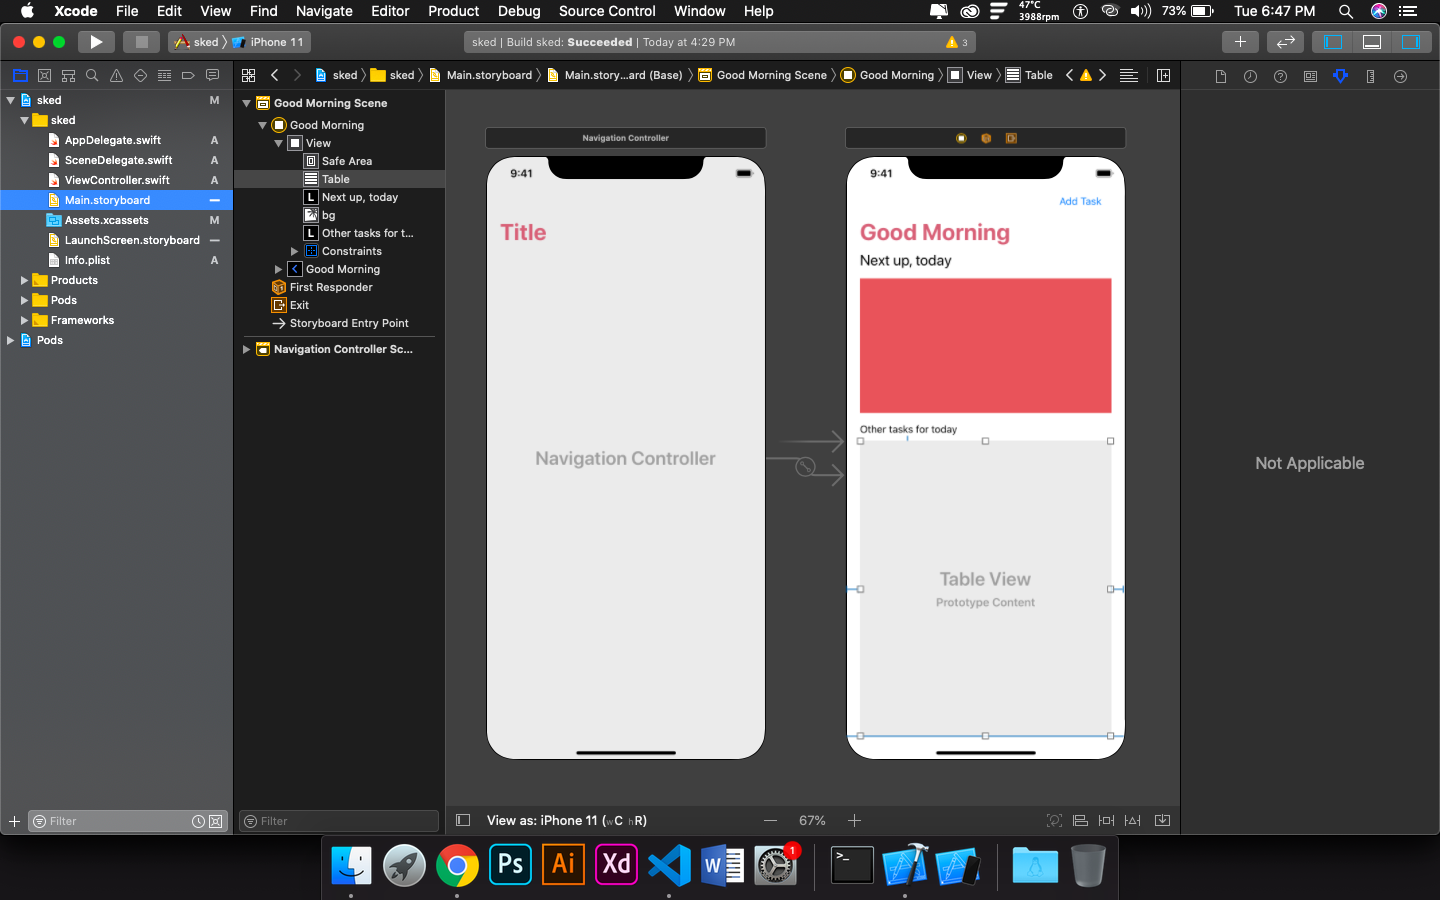 Xcode File Edit View Find Navigate Editor Product Debug Source Control Window Help 47°C 3988rpm 73% Tue 6:47 PM
sked 〉 iPhone 11
sked | Build sked: Succeeded | Today at 4:29 PM
3
sked 〉 sked 〉 Main.storyboard 〉 Main.story...ard (Base) 〉 Good Morning Scene 〉 Good Morning 〉 View 〉 Table
sked M
sked
AppDelegate.swift A
SceneDelegate.swift A
ViewController.swift A
Main.storyboard
Assets.xcassets M
LaunchScreen.storyboard
Info.plist A
Products
Pods
Frameworks
Pods
Filter
Good Morning Scene
Good Morning
View
Safe Area
Table
L Next up, today
bg
L Other tasks for t...
Constraints
Good Morning
First Responder
Exit
Storyboard Entry Point
Navigation Controller Sc...
Filter
Navigation Controller
9:41
Title
Navigation Controller
9:41
Add Task
Good Morning
Next up, today
Other tasks for today
Table View
Prototype Content
Not Applicable
View as: iPhone 11 (wC hR)
67%
Ps
Ai
Xd
W
1
>_